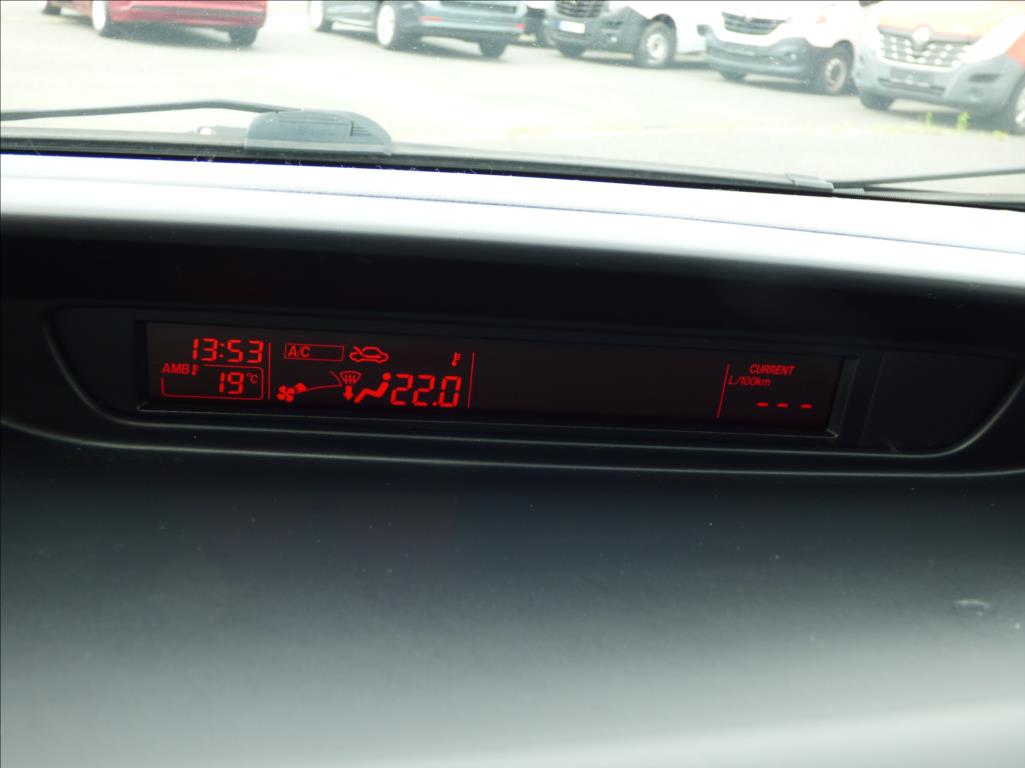 13:53
AMB
19°C
A/C
22.0
CURRENT
L/100km
---